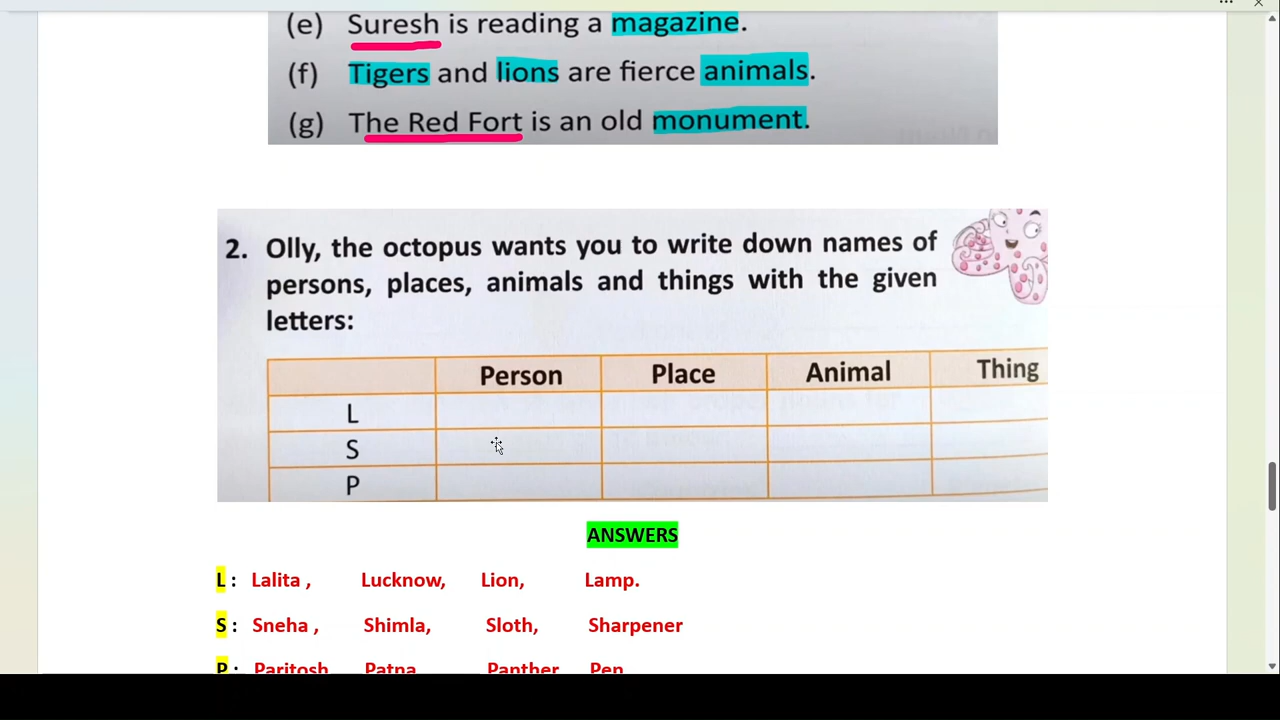 (e) Suresh is reading a magazine.
(f) Tigers and lions are fierce animals.
(g) The Red Fort is an old monument.
2. Olly, the octopus wants you to write down names of
persons, places, animals and things with the given
letters:
Person Place Animal Thing
L
S
P
ANSWERS
L : Lalita , Lucknow, Lion, Lamp.
S : Sneha , Shimla, Sloth, Sharpener
P : Paritosh Patna Panther Pen